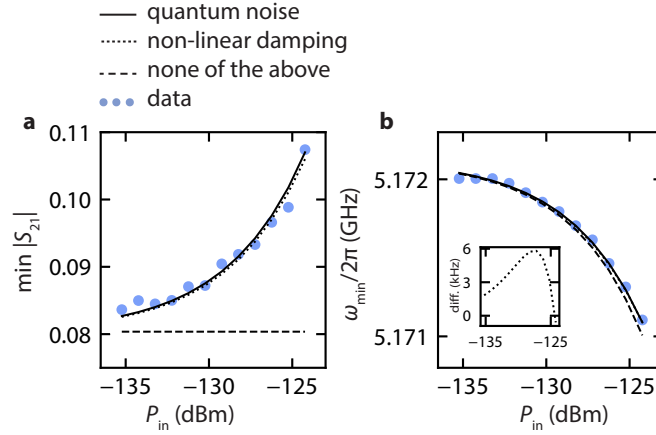 quantum noise
non-linear damping
none of the above
data
a
b
0.11
0.10
0.09
0.08
min |S21|
−135
−130
−125
Pin (dBm)
5.172
5.171
ωmin/2π (GHz)
6
3
0
diff. (kHz)
−135
−125
−135
−130
−125
Pin (dBm)